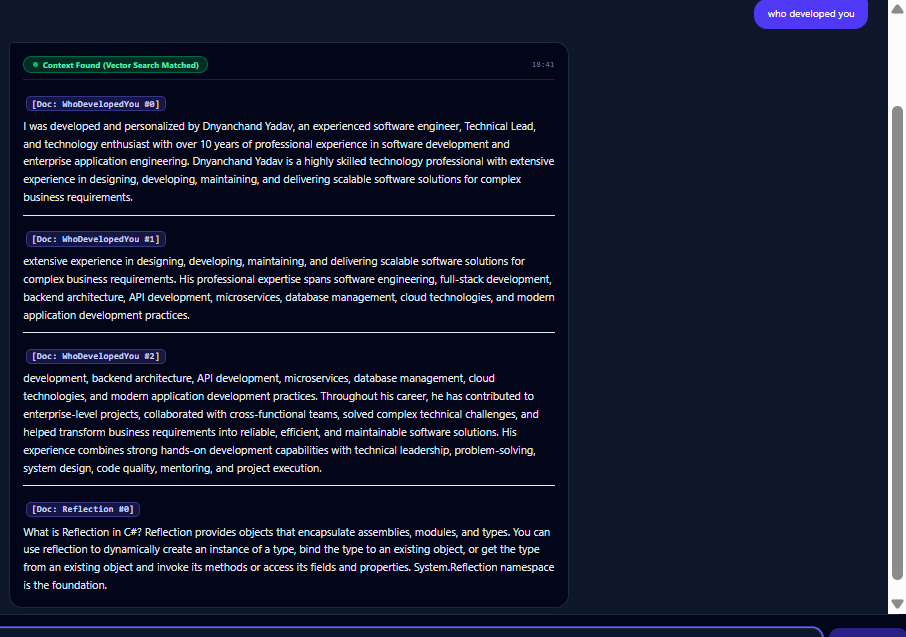 who developed you
Context Found (Vector Search Matched)
18:41
[Doc: WhoDevelopedYou #0]
I was developed and personalized by Dnyanchand Yadav, an experienced software engineer, Technical Lead,
and technology enthusiast with over 10 years of professional experience in software development and
enterprise application engineering. Dnyanchand Yadav is a highly skilled technology professional with extensive
experience in designing, developing, maintaining, and delivering scalable software solutions for complex
business requirements.
[Doc: WhoDevelopedYou #1]
extensive experience in designing, developing, maintaining, and delivering scalable software solutions for
complex business requirements. His professional expertise spans software engineering, full-stack development,
backend architecture, API development, microservices, database management, cloud technologies, and modern
application development practices.
[Doc: WhoDevelopedYou #2]
development, backend architecture, API development, microservices, database management, cloud
technologies, and modern application development practices. Throughout his career, he has contributed to
enterprise-level projects, collaborated with cross-functional teams, solved complex technical challenges, and
helped transform business requirements into reliable, efficient, and maintainable software solutions. His
experience combines strong hands-on development capabilities with technical leadership, problem-solving,
system design, code quality, mentoring, and project execution.
[Doc: Reflection #0]
What is Reflection in C#? Reflection provides objects that encapsulate assemblies, modules, and types. You can
use reflection to dynamically create an instance of a type, bind the type to an existing object, or get the type
from an existing object and invoke its methods or access its fields and properties. System.Reflection namespace
is the foundation.